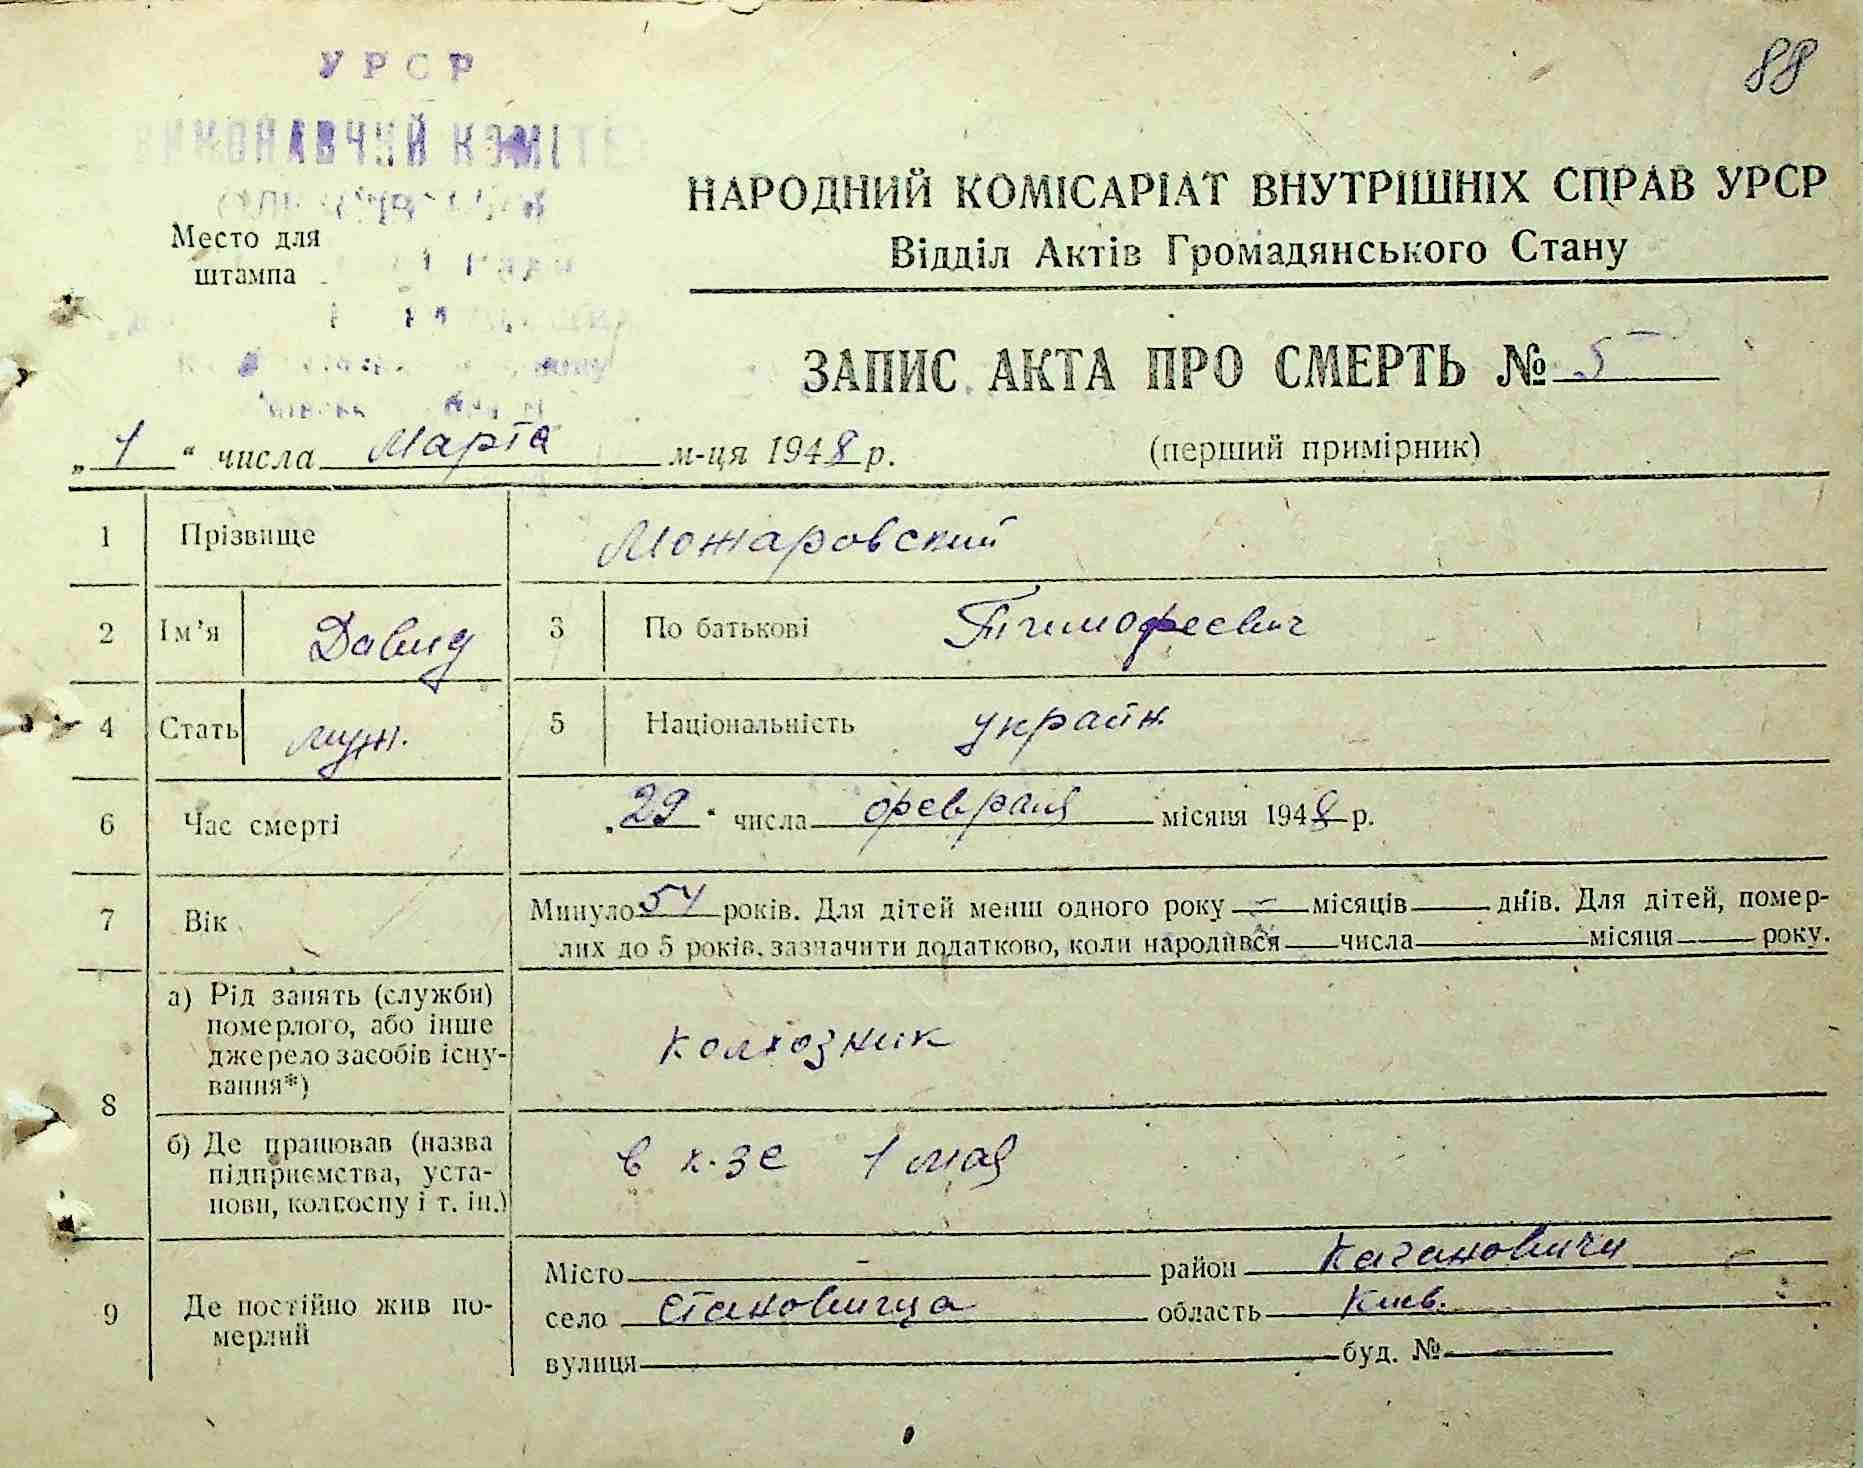 88
УРСР
ВИКОНАВЧИЙ КОМІТЕ
Место для
штампа
НАРОДНИЙ КОМІСАРІАТ ВНУТРІШНІХ СПРАВ УРСР
Відділ Актів Громадянського Стану
ЗАПИС АКТА ПРО СМЕРТЬ № 5
„ 1 “ числа Марта м-ця 1948 р. (перший примірник)
1 Прізвище Можаровский
2 Ім’я Давид 3 По батькові Тимофеевич
4 Стать муж. 5 Національність украин.
6 Час смерті „29“ числа февраля місяця 1948 р.
7 Вік Минуло 54 років. Для дітей менш одного року — місяців — днів. Для дітей, помер-
лих до 5 років, зазначити додатково, коли народився — числа — місяця — року.
8 а) Рід занять (служби)
померлого, або інше
джерело засобів існу-
вання*)
колхозник
б) Де працював (назва
підприємства, уста-
нови, колгоспу і т. ін.)
в к-зе 1 мая
9 Де постійно жив по-
мерлий
Місто — район Кагановичи
село Становища область Киев.
вулиця — буд. № —